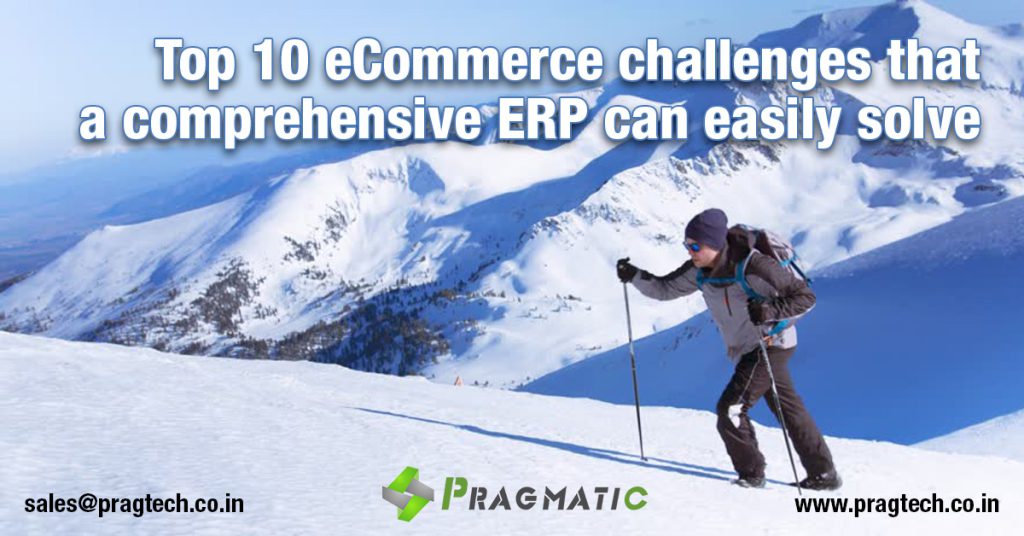 Top 10 eCommerce challenges that
a comprehensive ERP can easily solve
sales@pragtech.co.in
PRAGMATIC
www.pragtech.co.in